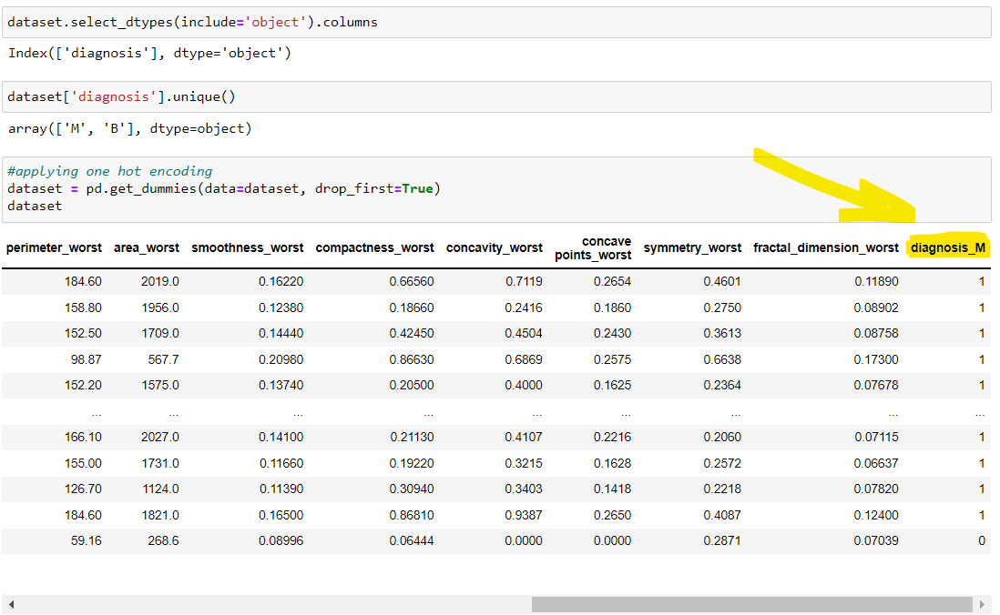 dataset.select_dtypes(include='object').columns
Index(['diagnosis'], dtype='object')
dataset['diagnosis'].unique()
array(['M', 'B'], dtype=object)
#applying one hot encoding
dataset = pd.get_dummies(data=dataset, drop_first=True)
dataset
perimeter_worst area_worst smoothness_worst compactness_worst concavity_worst concave points_worst symmetry_worst fractal_dimension_worst diagnosis_M
184.60 2019.0 0.16220 0.66560 0.7119 0.2654 0.4601 0.11890 1
158.80 1956.0 0.12380 0.18660 0.2416 0.1860 0.2750 0.08902 1
152.50 1709.0 0.14440 0.42450 0.4504 0.2430 0.3613 0.08758 1
98.87 567.7 0.20980 0.86630 0.6869 0.2575 0.6638 0.17300 1
152.20 1575.0 0.13740 0.20500 0.4000 0.1625 0.2364 0.07678 1
... ... ... ... ... ... ... ... ...
166.10 2027.0 0.14100 0.21130 0.4107 0.2216 0.2060 0.07115 1
155.00 1731.0 0.11660 0.19220 0.3215 0.1628 0.2572 0.06637 1
126.70 1124.0 0.11390 0.30940 0.3403 0.1418 0.2218 0.07820 1
184.60 1821.0 0.16500 0.86810 0.9387 0.2650 0.4087 0.12400 1
59.16 268.6 0.08996 0.06444 0.0000 0.0000 0.2871 0.07039 0